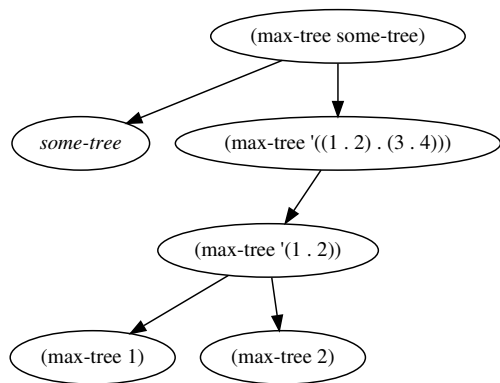 (max-tree some-tree)
some-tree
(max-tree '((1 . 2) . (3 . 4)))
(max-tree '(1 . 2))
(max-tree 1)
(max-tree 2)